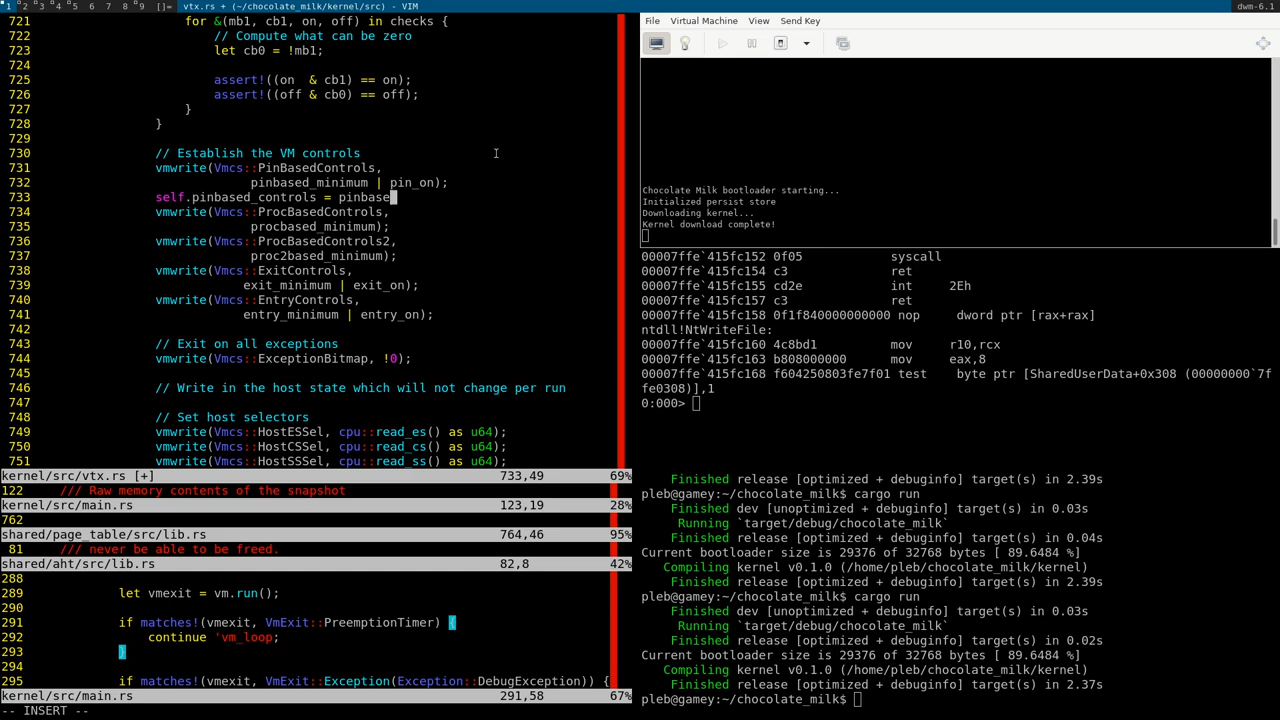 1 2 3 4 5 6 7 8 9 []= vtx.rs + (~/chocolate_milk/kernel/src) - VIM
dwm-6.1
721 for &(mb1, cb1, on, off) in checks {
722 // Compute what can be zero
723 let cb0 = !mb1;
724
725 assert!((on & cb1) == on);
726 assert!((off & cb0) == off);
727 }
728 }
729
730 // Establish the VM controls
731 vmwrite(Vmcs::PinBasedControls,
732 pinbased_minimum | pin_on);
733 self.pinbased_controls = pinbase
734 vmwrite(Vmcs::ProcBasedControls,
735 procbased_minimum);
736 vmwrite(Vmcs::ProcBasedControls2,
737 proc2based_minimum);
738 vmwrite(Vmcs::ExitControls,
739 exit_minimum | exit_on);
740 vmwrite(Vmcs::EntryControls,
741 entry_minimum | entry_on);
742
743 // Exit on all exceptions
744 vmwrite(Vmcs::ExceptionBitmap, !0);
745
746 // Write in the host state which will not change per run
747
748 // Set host selectors
749 vmwrite(Vmcs::HostESSel, cpu::read_es() as u64);
750 vmwrite(Vmcs::HostCSSel, cpu::read_cs() as u64);
751 vmwrite(Vmcs::HostSSSel, cpu::read_ss() as u64);
kernel/src/vtx.rs [+] 733,49 69%
122 /// Raw memory contents of the snapshot
kernel/src/main.rs 123,19 28%
762
shared/page_table/src/lib.rs 764,46 95%
81 /// never be able to be freed.
shared/aht/src/lib.rs 82,8 42%
288
289 let vmexit = vm.run();
290
291 if matches!(vmexit, VmExit::PreemptionTimer) {
292 continue 'vm_loop;
293 }
294
295 if matches!(vmexit, VmExit::Exception(Exception::DebugException)) {
kernel/src/main.rs 291,58 67%
-- INSERT --
File Virtual Machine View Send Key
Chocolate Milk bootloader starting...
Initialized persist store
Downloading kernel...
Kernel download complete!
00007ffe`415fc152 0f05 syscall
00007ffe`415fc154 c3 ret
00007ffe`415fc155 cd2e int 2Eh
00007ffe`415fc157 c3 ret
00007ffe`415fc158 0f1f840000000000 nop dword ptr [rax+rax]
ntdll!NtWriteFile:
00007ffe`415fc160 4c8bd1 mov r10,rcx
00007ffe`415fc163 b808000000 mov eax,8
00007ffe`415fc168 f604250803fe7f01 test byte ptr [SharedUserData+0x308 (00000000`7f
fe0308)],1
0:000>
Finished release [optimized + debuginfo] target(s) in 2.39s
pleb@gamey:~/chocolate_milk$ cargo run
Finished dev [unoptimized + debuginfo] target(s) in 0.03s
Running `target/debug/chocolate_milk`
Finished release [optimized + debuginfo] target(s) in 0.04s
Current bootloader size is 29376 of 32768 bytes [ 89.6484 %]
Compiling kernel v0.1.0 (/home/pleb/chocolate_milk/kernel)
Finished release [optimized + debuginfo] target(s) in 2.39s
pleb@gamey:~/chocolate_milk$ cargo run
Finished dev [unoptimized + debuginfo] target(s) in 0.03s
Running `target/debug/chocolate_milk`
Finished release [optimized + debuginfo] target(s) in 0.02s
Current bootloader size is 29376 of 32768 bytes [ 89.6484 %]
Compiling kernel v0.1.0 (/home/pleb/chocolate_milk/kernel)
Finished release [optimized + debuginfo] target(s) in 2.37s
pleb@gamey:~/chocolate_milk$